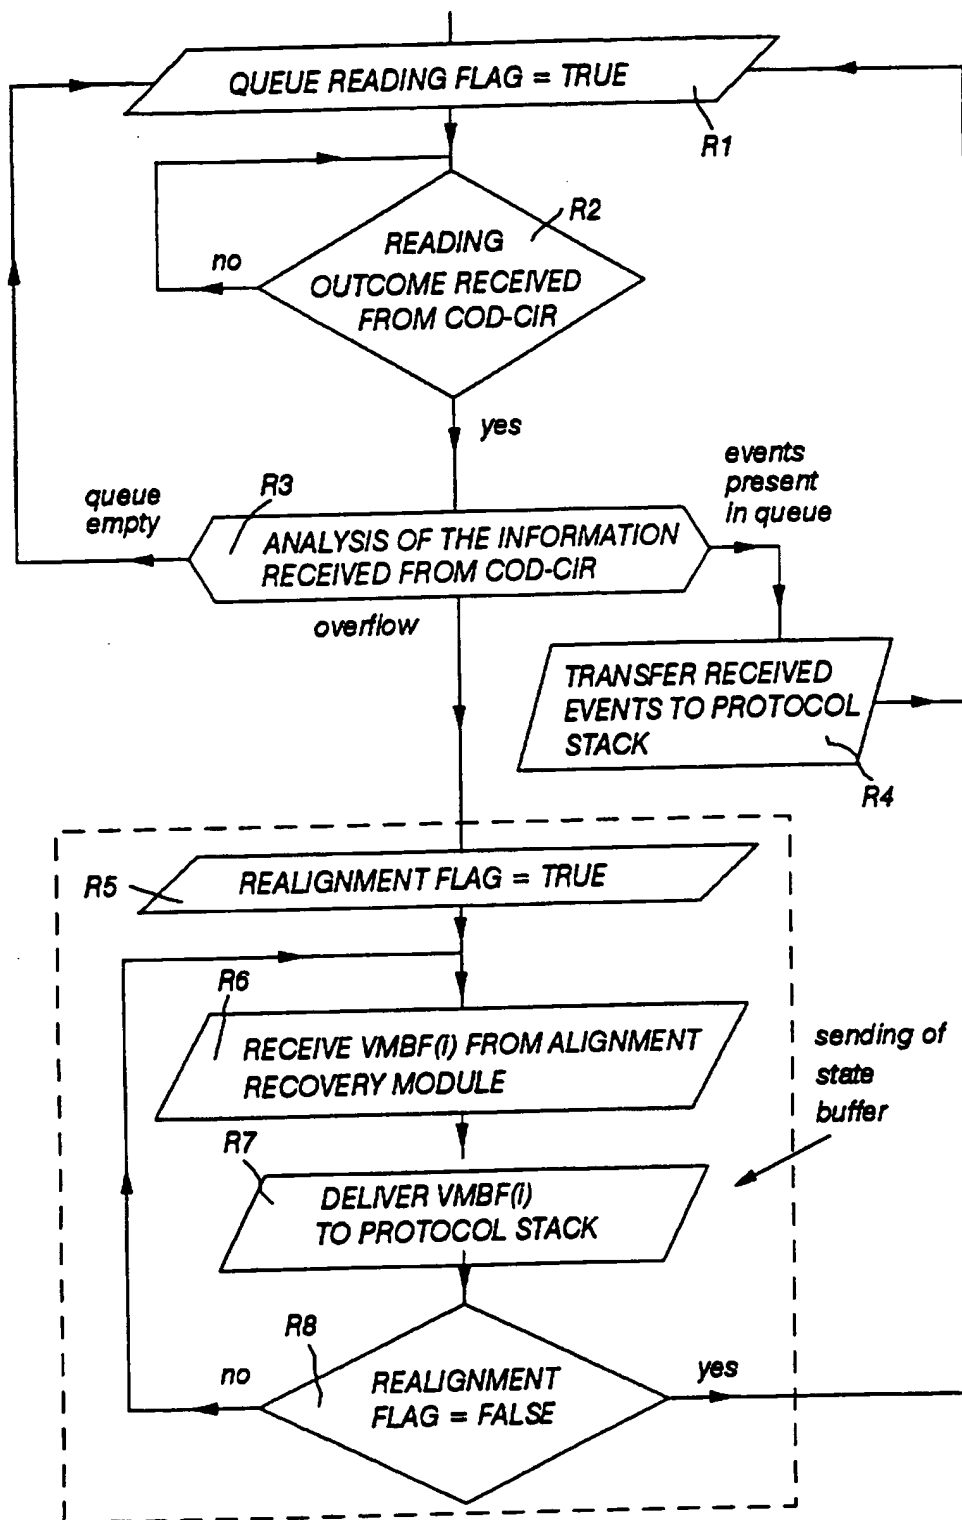 QUEUE READING FLAG = TRUE
R1
R2
READING
OUTCOME RECEIVED
FROM COD-CIR
no
yes
events
present
in queue
queue
empty
R3
ANALYSIS OF THE INFORMATION
RECEIVED FROM COD-CIR
overflow
TRANSFER RECEIVED
EVENTS TO PROTOCOL
STACK
R4
R5
REALIGNMENT FLAG = TRUE
R6
RECEIVE VMBF(i) FROM ALIGNMENT
RECOVERY MODULE
sending of
state
buffer
R7
DELIVER VMBF(i)
TO PROTOCOL STACK
R8
no
yes
REALIGNMENT
FLAG = FALSE